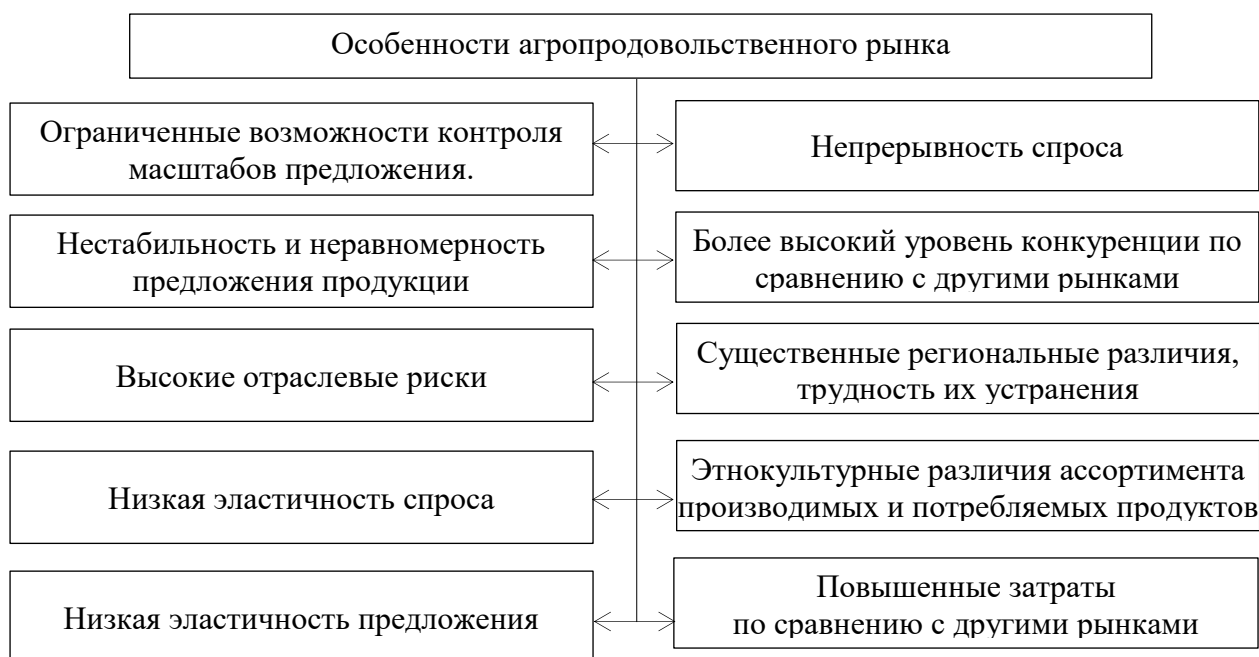 Особенности агропродовольственного рынка
Ограниченные возможности контроля
масштабов предложения.
Непрерывность спроса
Нестабильность и неравномерность
предложения продукции
Более высокий уровень конкуренции по
сравнению с другими рынками
Высокие отраслевые риски
Существенные региональные различия,
трудность их устранения
Низкая эластичность спроса
Этнокультурные различия ассортимента
производимых и потребляемых продуктов
Низкая эластичность предложения
Повышенные затраты
по сравнению с другими рынками